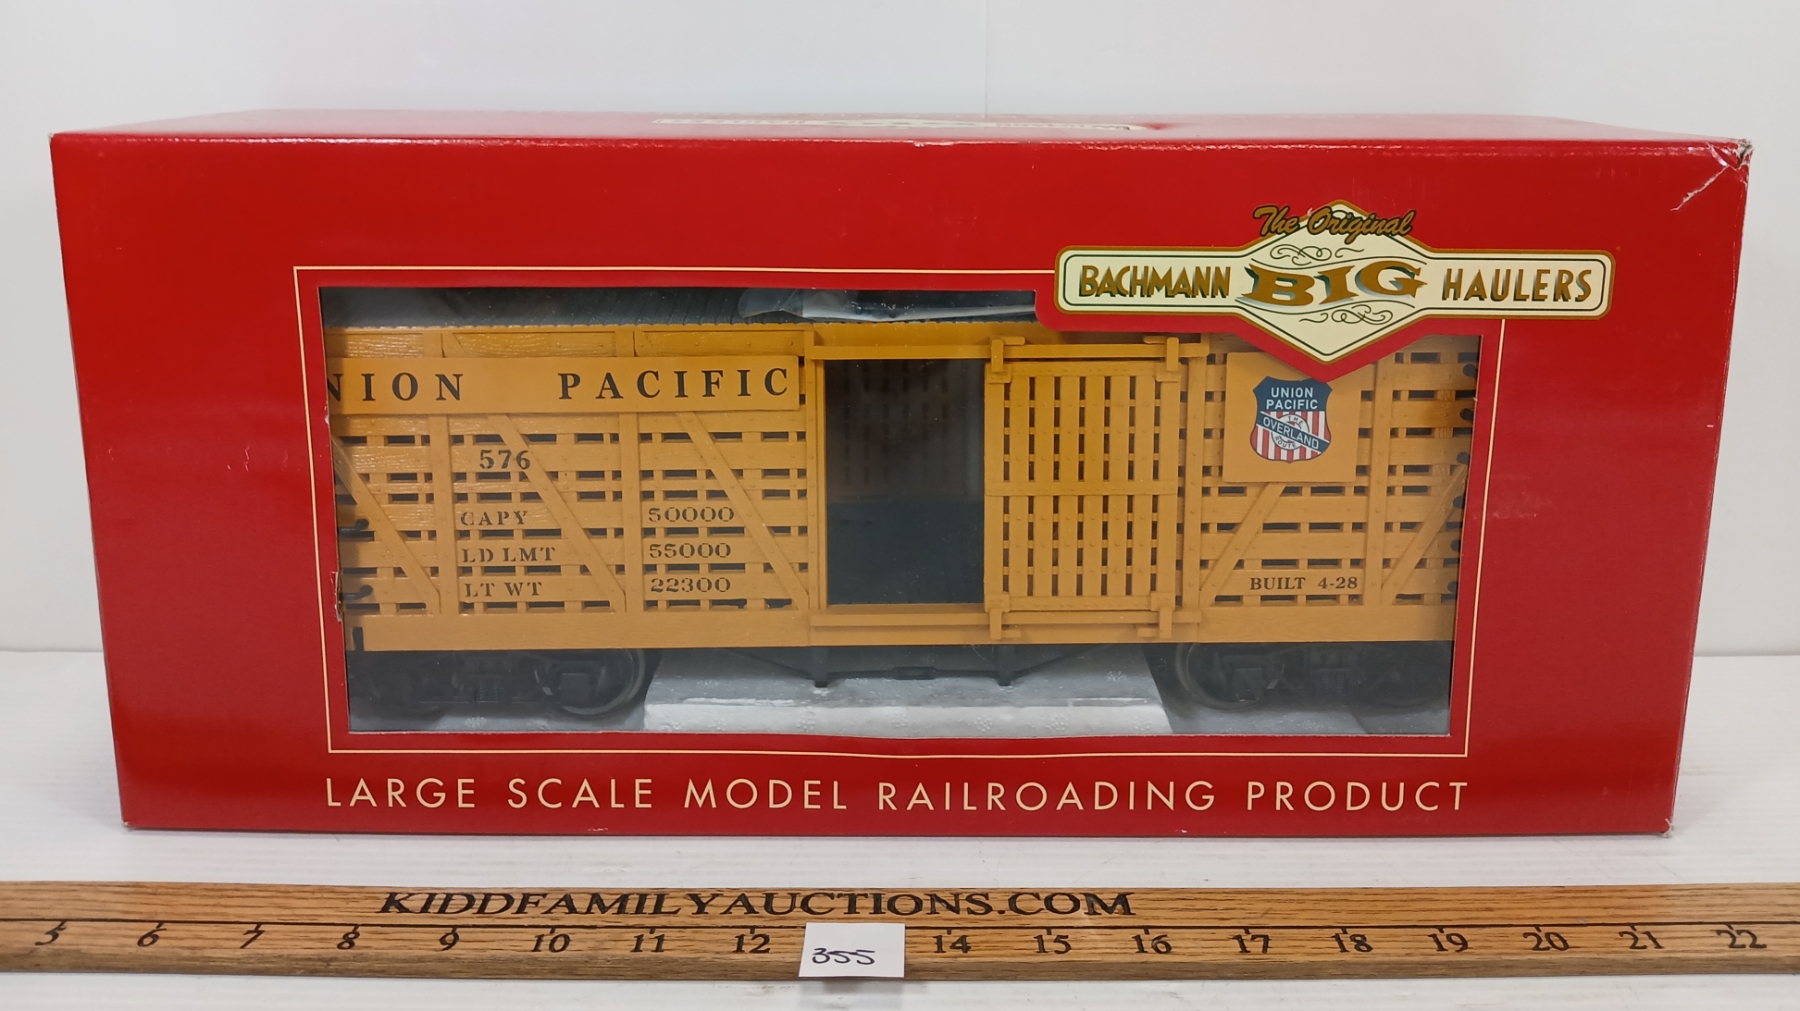 The Original
BACHMANN BIG HAULERS
NION PACIFIC
UNION
PACIFIC
THE
OVERLAND
ROUTE
576
CAPY 50000
LD LMT 55000
LT WT 22300
BUILT 4-28
LARGE SCALE MODEL RAILROADING PRODUCT
KIDDFAMILYAUCTIONS.COM
5 6 7 8 9 10 11 12 14 15 16 17 18 19 20 21 22
355